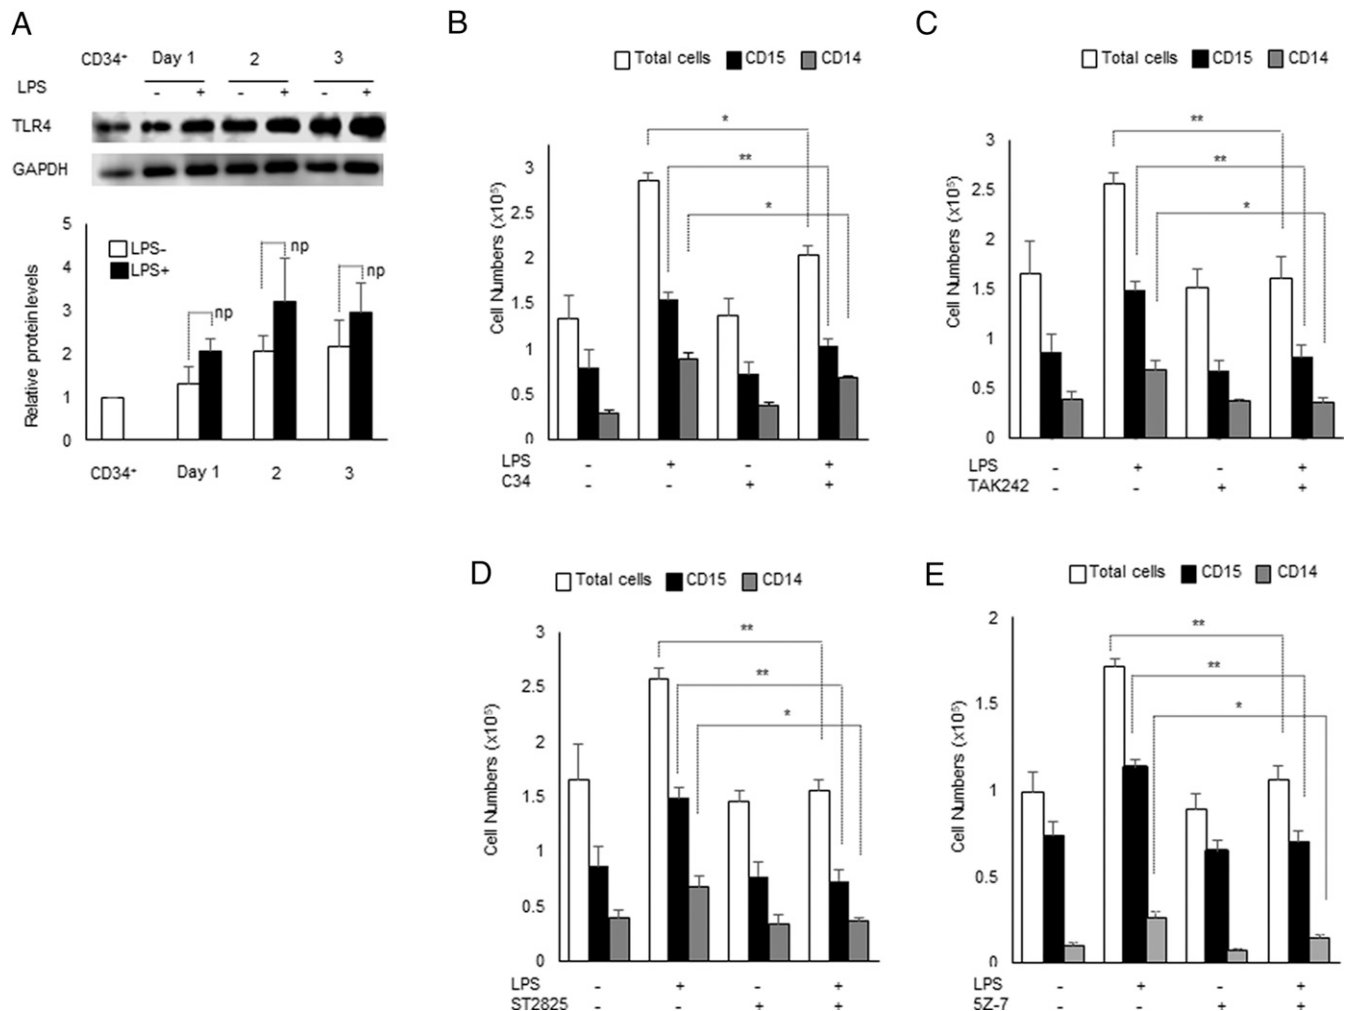 A
CD34⁺ Day 1 2 3
LPS - + - + - +
TLR4
GAPDH
Relative protein levels
5
4
3
2
1
0
LPS-
LPS+
np
np
np
CD34⁺ Day 1 2 3
B
Total cells CD15 CD14
Cell Numbers (x10⁵)
3
2.5
2
1.5
1
0.5
0
*
**
*
LPS - + - +
C34 - - + +
C
Total cells CD15 CD14
Cell Numbers (x10⁵)
3
2.5
2
1.5
1
0.5
0
**
**
*
LPS - + - +
TAK242 - - + +
D
Total cells CD15 CD14
Cell Numbers (x10⁵)
3
2.5
2
1.5
1
0.5
0
**
**
*
LPS - + - +
ST2825 - - + +
E
Total cells CD15 CD14
Cell Numbers (x10⁵)
2
1.5
1
0.5
0
**
**
*
LPS - + - +
5Z-7 - - + +